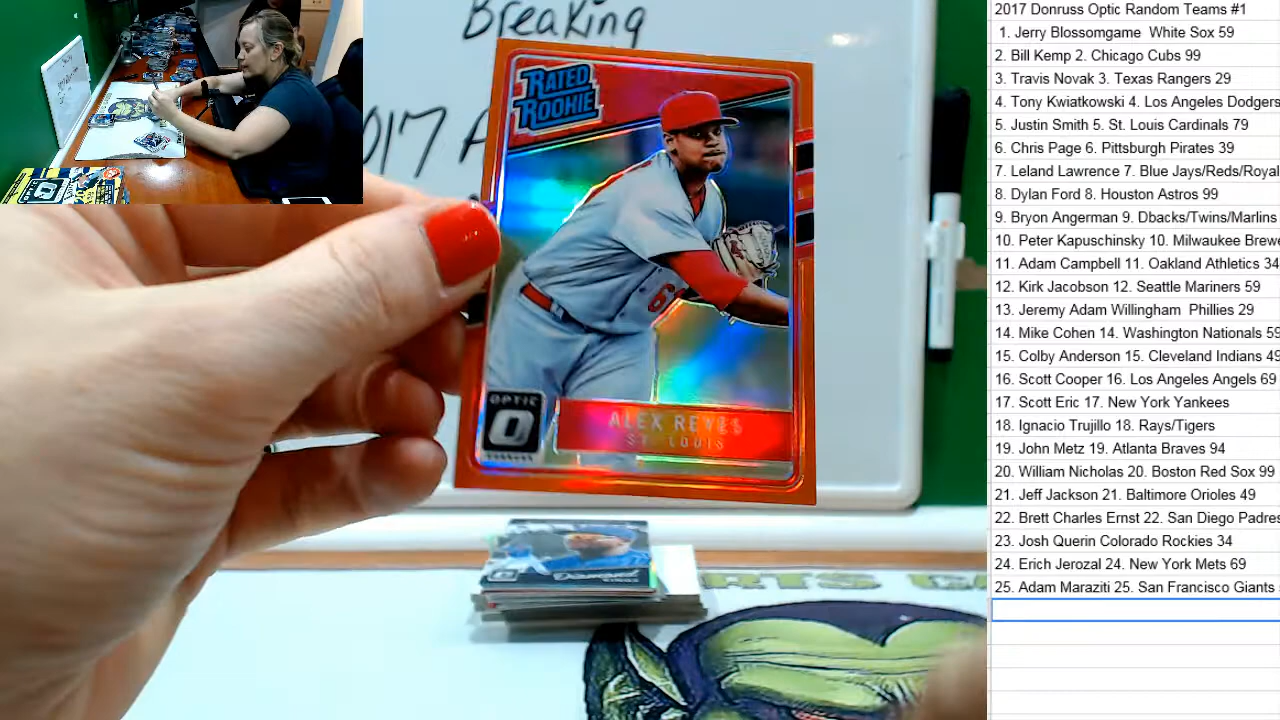 Breaking
2017 Donruss Optic Random Teams #1
1. Jerry Blossomgame White Sox 59
2. Bill Kemp 2. Chicago Cubs 99
3. Travis Novak 3. Texas Rangers 29
4. Tony Kwiatkowski 4. Los Angeles Dodgers
5. Justin Smith 5. St. Louis Cardinals 79
6. Chris Page 6. Pittsburgh Pirates 39
7. Leland Lawrence 7. Blue Jays/Reds/Royal
8. Dylan Ford 8. Houston Astros 99
9. Bryon Angerman 9. Dbacks/Twins/Marlins
10. Peter Kapuschinsky 10. Milwaukee Brewe
11. Adam Campbell 11. Oakland Athletics 34
12. Kirk Jacobson 12. Seattle Mariners 59
13. Jeremy Adam Willingham Phillies 29
14. Mike Cohen 14. Washington Nationals 59
15. Colby Anderson 15. Cleveland Indians 49
16. Scott Cooper 16. Los Angeles Angels 69
17. Scott Eric 17. New York Yankees
18. Ignacio Trujillo 18. Rays/Tigers
19. John Metz 19. Atlanta Braves 94
20. William Nicholas 20. Boston Red Sox 99
21. Jeff Jackson 21. Baltimore Orioles 49
22. Brett Charles Ernst 22. San Diego Padres
23. Josh Querin Colorado Rockies 34
24. Erich Jerozal 24. New York Mets 69
25. Adam Maraziti 25. San Francisco Giants
RATED
ROOKIE
017 A
6
OPTIC
O
ALEX REYES
ST. LOUIS
Diamond
KINGS
RTS C